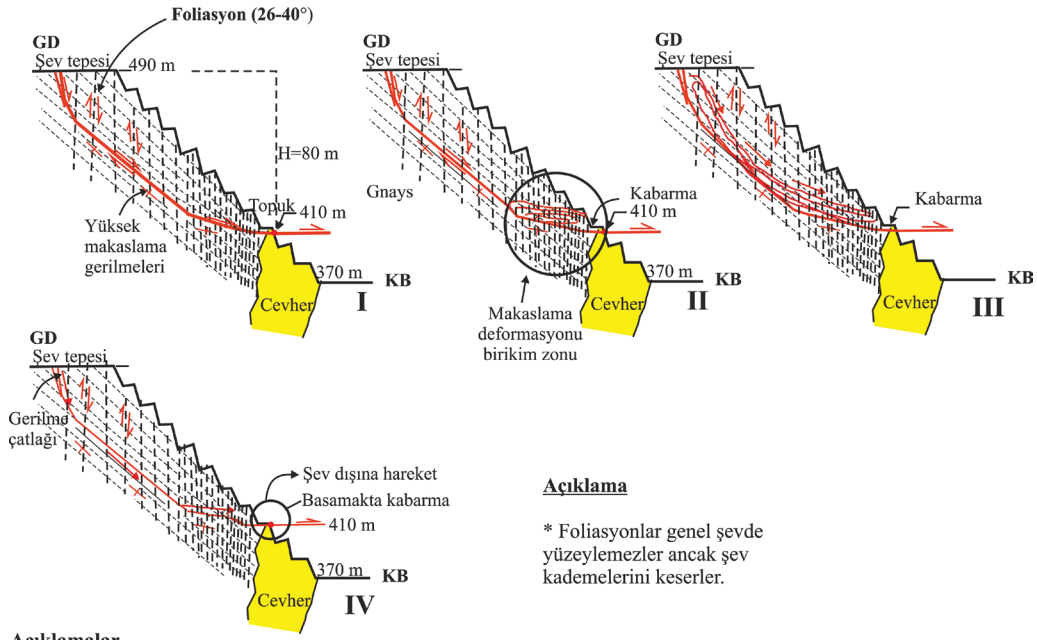 Foliasyon (26-40°)
GD
Şev tepesi
490 m
H=80 m
Topuk
410 m
Yüksek
makaslama
gerilmeleri
370 m
KB
Cevher
I
GD
Şev tepesi
Gnays
Kabarma
410 m
370 m
KB
Cevher
Makaslama
deformasyonu
birikim zonu
II
GD
Şev tepesi
Kabarma
KB
Cevher
III
GD
Şev tepesi
Gerilme
çatlağı
Şev dışına hareket
Basamakta kabarma
410 m
370 m
KB
Cevher
IV
Açıklama
* Foliasyonlar genel şevde
yüzeylemezler ancak şev
kademelerini keserler.
Açıklamalar